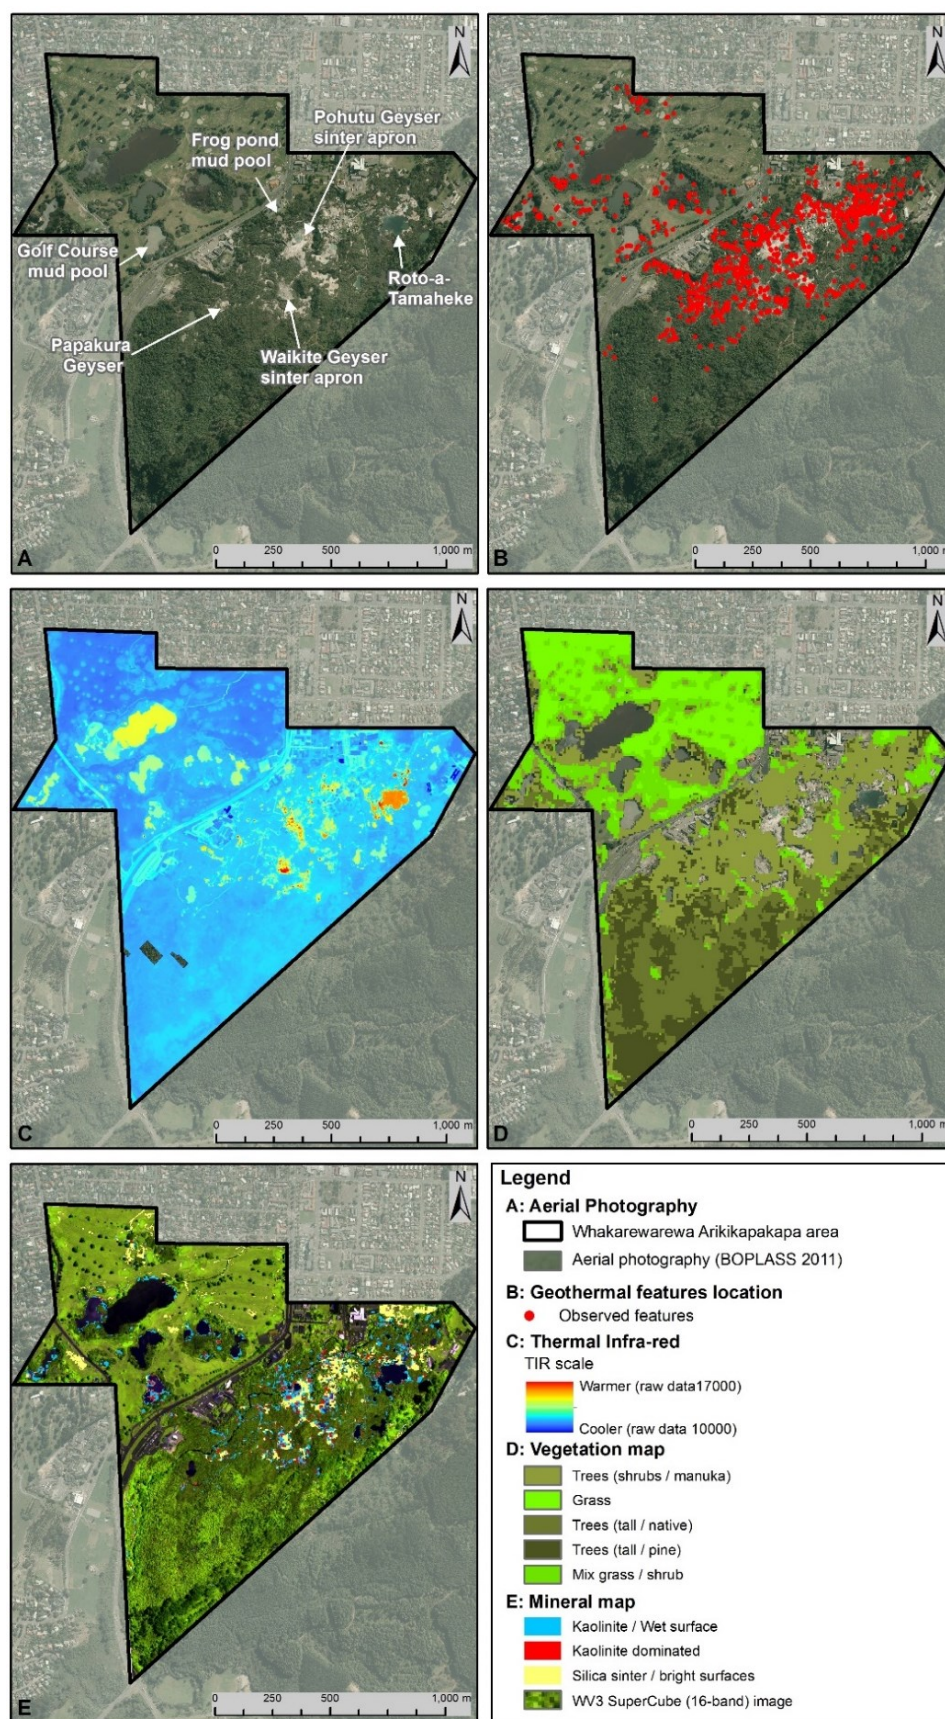 N
Pohutu Geyser
sinter apron
Frog pond
mud pool
Golf Course
mud pool
Roto-a-
Tamaheke
Papakura
Geyser
Waikite Geyser
sinter apron
0 250 500 1,000 m
A
N
0 250 500 1,000 m
B
N
0 250 500 1,000 m
C
N
0 250 500 1,000 m
D
N
0 250 500 1,000 m
E
Legend
A: Aerial Photography
Whakarewarewa Arikikapakapa area
Aerial photography (BOPLASS 2011)
B: Geothermal features location
Observed features
C: Thermal Infra-red
TIR scale
Warmer (raw data17000)
Cooler (raw data 10000)
D: Vegetation map
Trees (shrubs / manuka)
Grass
Trees (tall / native)
Trees (tall / pine)
Mix grass / shrub
E: Mineral map
Kaolinite / Wet surface
Kaolinite dominated
Silica sinter / bright surfaces
WV3 SuperCube (16-band) image